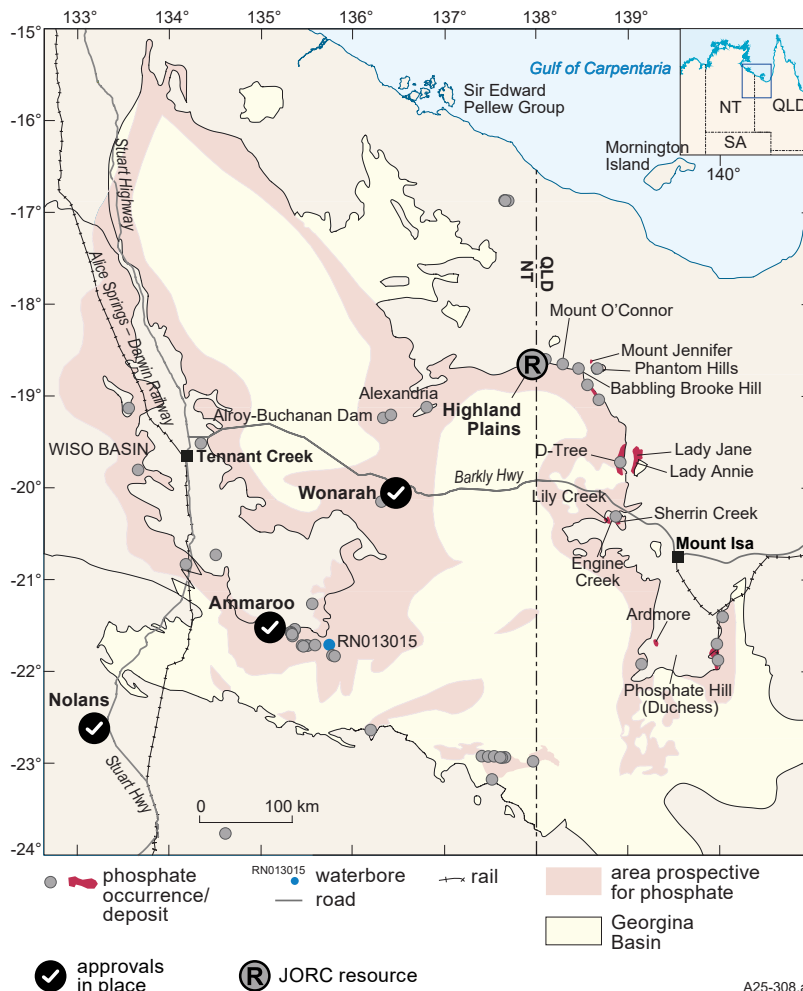 133° 134° 135° 136° 137° 138° 139°
-15°
-16°
-17°
-18°
-19°
-20°
-21°
-22°
-23°
-24°
Gulf of Carpentaria
Sir Edward
Pellew Group
Mornington
Island
NT
QLD
SA
140°
Stuart Highway
Alice Springs – Darwin Railway
QLD
NT
Mount O'Connor
Mount Jennifer
Phantom Hills
Babbling Brooke Hill
Highland
Plains
R
Alexandria
Alroy-Buchanan Dam
WISO BASIN
Tennant Creek
D-Tree
Lady Jane
Lady Annie
Wonarah
Barkly Hwy
Lily Creek
Sherrin Creek
Mount Isa
Engine
Creek
Ammaroo
RN013015
Ardmore
Nolans
Phosphate Hill
(Duchess)
Stuart Hwy
0 100 km
phosphate
occurrence/
deposit
RN013015 waterbore
road
rail
area prospective
for phosphate
Georgina
Basin
approvals
in place
R JORC resource
A25-308.a